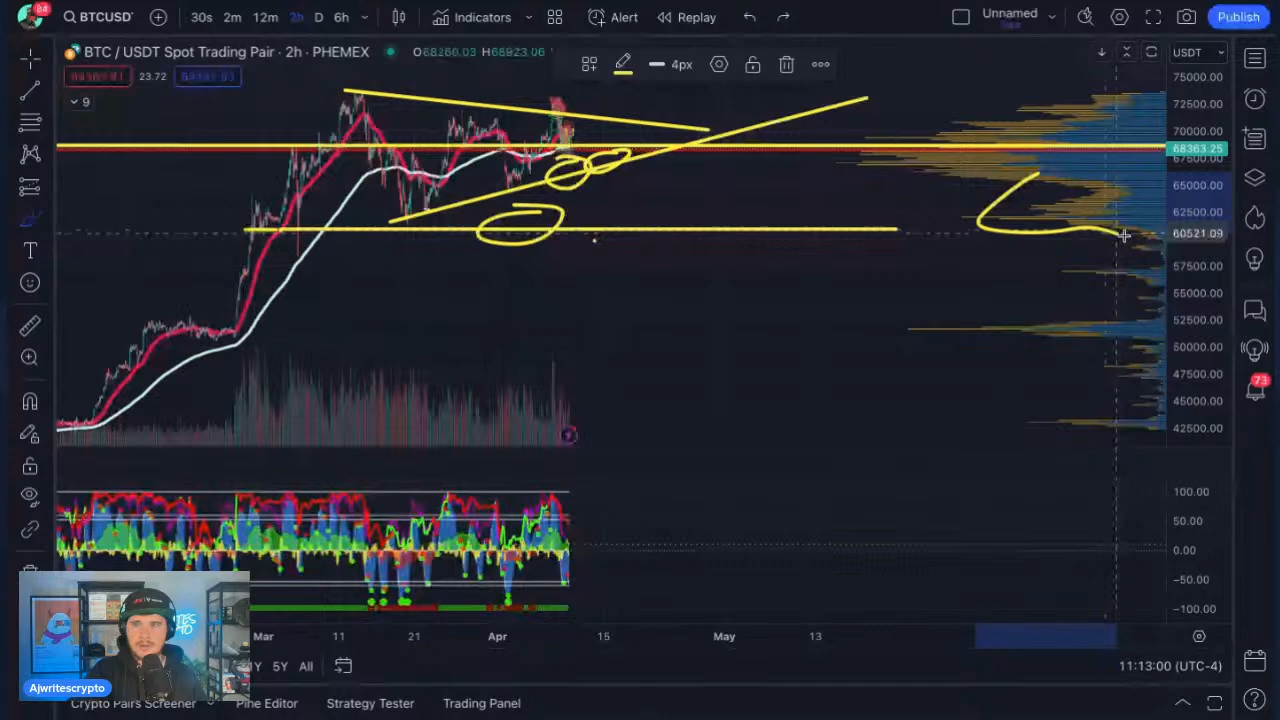 84
BTCUSD
30s 2m 12m 2h D 6h
Indicators
Alert
Replay
Unnamed
Publish
BTC / USDT Spot Trading Pair · 2h · PHEMEX
O68260.03 H68923.06
4px
USDT
23.72
9
75000.00
72500.00
70000.00
68363.25
67500.00
65000.00
62500.00
60521.09
57500.00
55000.00
52500.00
50000.00
47500.00
45000.00
42500.00
73
100.00
50.00
0.00
−50.00
−100.00
Mar 11 21 Apr 15 May 13
1Y 5Y All
11:13:00 (UTC-4)
Ajwritescrypto
Crypto Pairs Screener
Pine Editor
Strategy Tester
Trading Panel